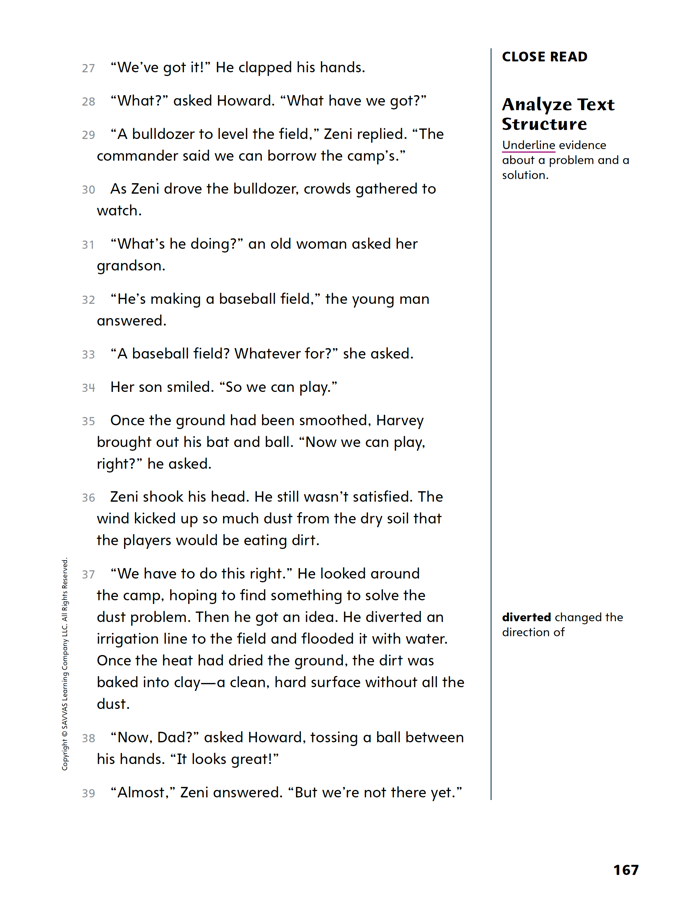 27 “We’ve got it!” He clapped his hands.
28 “What?” asked Howard. “What have we got?”
29 “A bulldozer to level the field,” Zeni replied. “The
commander said we can borrow the camp’s.”
30 As Zeni drove the bulldozer, crowds gathered to
watch.
31 “What’s he doing?” an old woman asked her
grandson.
32 “He’s making a baseball field,” the young man
answered.
33 “A baseball field? Whatever for?” she asked.
34 Her son smiled. “So we can play.”
35 Once the ground had been smoothed, Harvey
brought out his bat and ball. “Now we can play,
right?” he asked.
36 Zeni shook his head. He still wasn’t satisfied. The
wind kicked up so much dust from the dry soil that
the players would be eating dirt.
37 “We have to do this right.” He looked around
the camp, hoping to find something to solve the
dust problem. Then he got an idea. He diverted an
irrigation line to the field and flooded it with water.
Once the heat had dried the ground, the dirt was
baked into clay—a clean, hard surface without all the
dust.
38 “Now, Dad?” asked Howard, tossing a ball between
his hands. “It looks great!”
39 “Almost,” Zeni answered. “But we’re not there yet.”
CLOSE READ
Analyze Text
Structure
Underline evidence
about a problem and a
solution.
diverted changed the
direction of
Copyright © SAVVAS Learning Company LLC. All Rights Reserved.
167